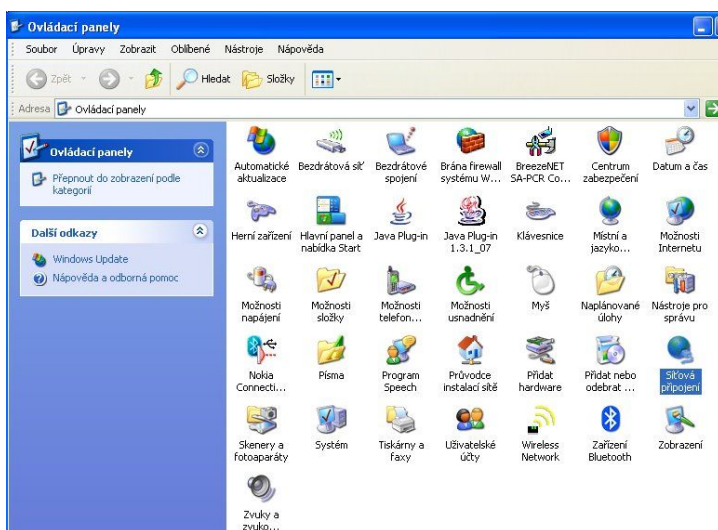 Ovládací panely
Soubor Úpravy Zobrazit Oblíbené Nástroje Nápověda
Zpět Hledat Složky
Adresa Ovládací panely
Ovládací panely
Přepnout do zobrazení podle
kategorií
Další odkazy
Windows Update
Nápověda a odborná pomoc
Automatické
aktualizace
Bezdrátová síť
Bezdrátové
spojení
Brána firewall
systému W...
BreezeNET
SA-PCR Co...
Centrum
zabezpečení
Datum a čas
Herní zařízení
Hlavní panel a
nabídka Start
Java Plug-in
Java Plug-in
1.3.1_07
Klávesnice
Místní a
jazyko...
Možnosti
Internetu
Možnosti
napájení
Možnosti
složky
Možnosti
telefon...
Možnosti
usnadnění
Myš
Naplánované
úlohy
Nástroje pro
správu
Nokia
Connecti...
Písma
Program
Speech
Průvodce
instalací sítě
Přidat
hardware
Přidat nebo
odebrat ...
Síťová
připojení
Skenery a
fotoaparáty
Systém
Tiskárny a
faxy
Uživatelské
účty
Wireless
Network
Zařízení
Bluetooth
Zobrazení
Zvuky a
zvuko...